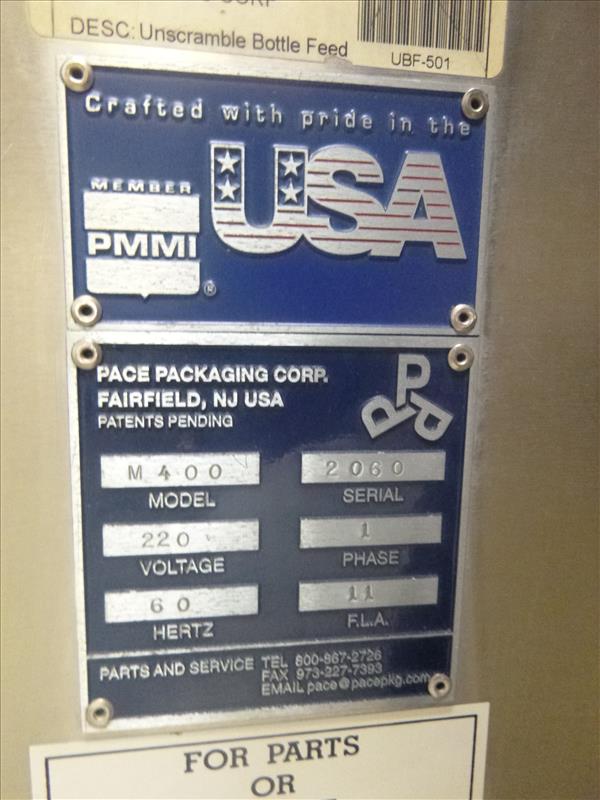 CORP
DESC: Unscramble Bottle Feed
UBF-501
Crafted with pride in the
USA
MEMBER
PMMI
®
PACE PACKAGING CORP.
FAIRFIELD, NJ USA
PATENTS PENDING
P
P
P
M400
MODEL
2060
SERIAL
220
VOLTAGE
1
PHASE
60
HERTZ
11
F.L.A.
PARTS AND SERVICE TEL 800-867-2726
FAX 973-227-7393
EMAIL pace@pacepkg.com
FOR PARTS
OR